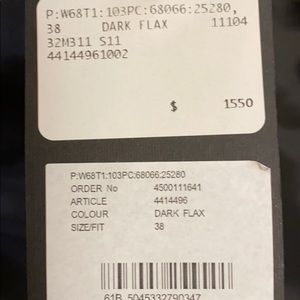 P:W68T1:103PC:68066:25280,
38 DARK FLAX 11104
32M311 S11
44144961002
$ 1550
P:W68T1:103PC:68066:25280
ORDER No 4500111641
ARTICLE 4414496
COLOUR DARK FLAX
SIZE/FIT 38
61B 5045332790347